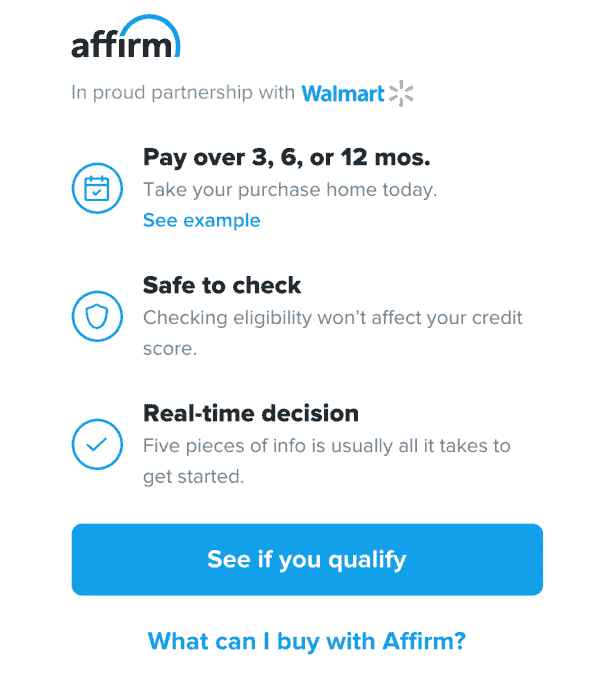 affirm
In proud partnership with Walmart
Pay over 3, 6, or 12 mos.
Take your purchase home today.
See example
Safe to check
Checking eligibility won’t affect your credit
score.
Real-time decision
Five pieces of info is usually all it takes to
get started.
See if you qualify
What can I buy with Affirm?